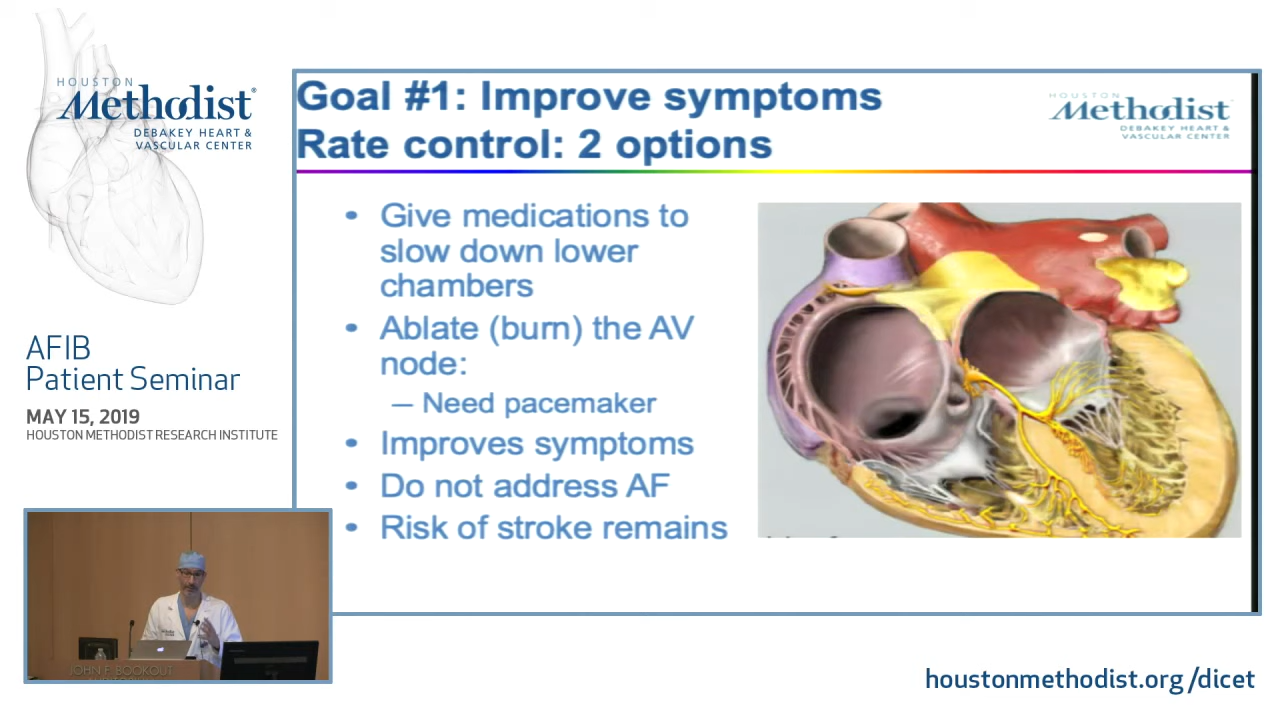 HOUSTON
Methodist®
DEBAKEY HEART &
VASCULAR CENTER
AFIB
Patient Seminar
MAY 15, 2019
HOUSTON METHODIST RESEARCH INSTITUTE
Goal #1: Improve symptoms
Rate control: 2 options
HOUSTON
Methodist
DEBAKEY HEART &
VASCULAR CENTER
• Give medications to
slow down lower
chambers
• Ablate (burn) the AV
node:
– Need pacemaker
• Improves symptoms
• Do not address AF
• Risk of stroke remains
JOHN F. BOOKOUT
houstonmethodist.org/dicet